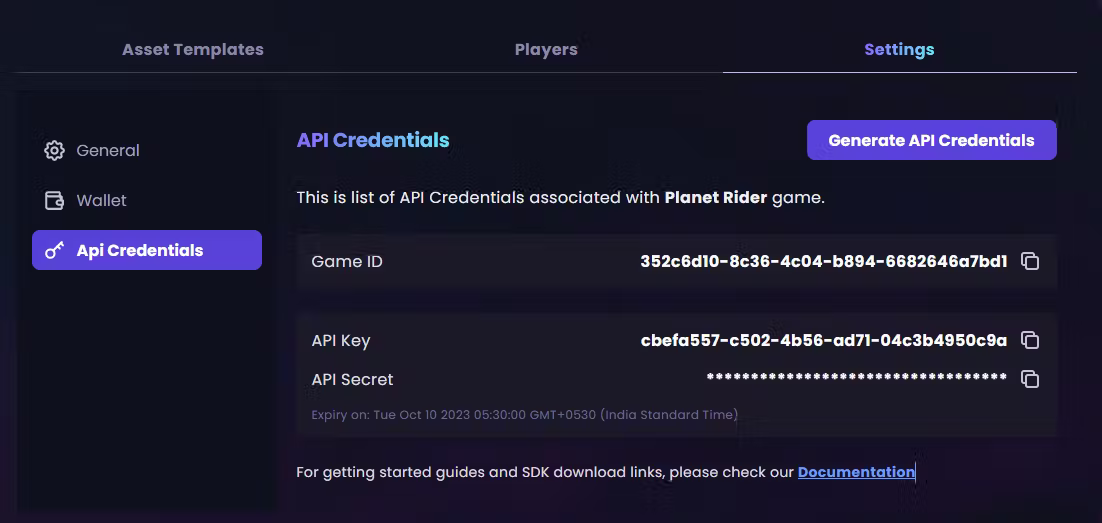 Asset Templates
Players
Settings
General
Wallet
Api Credentials
API Credentials
Generate API Credentials
This is list of API Credentials associated with Planet Rider game.
Game ID
352c6d10-8c36-4c04-b894-6682646a7bd1
API Key
cbefa557-c502-4b56-ad71-04c3b4950c9a
API Secret
**********************************
Expiry on: Tue Oct 10 2023 05:30:00 GMT+0530 (India Standard Time)
For getting started guides and SDK download links, please check our Documentation